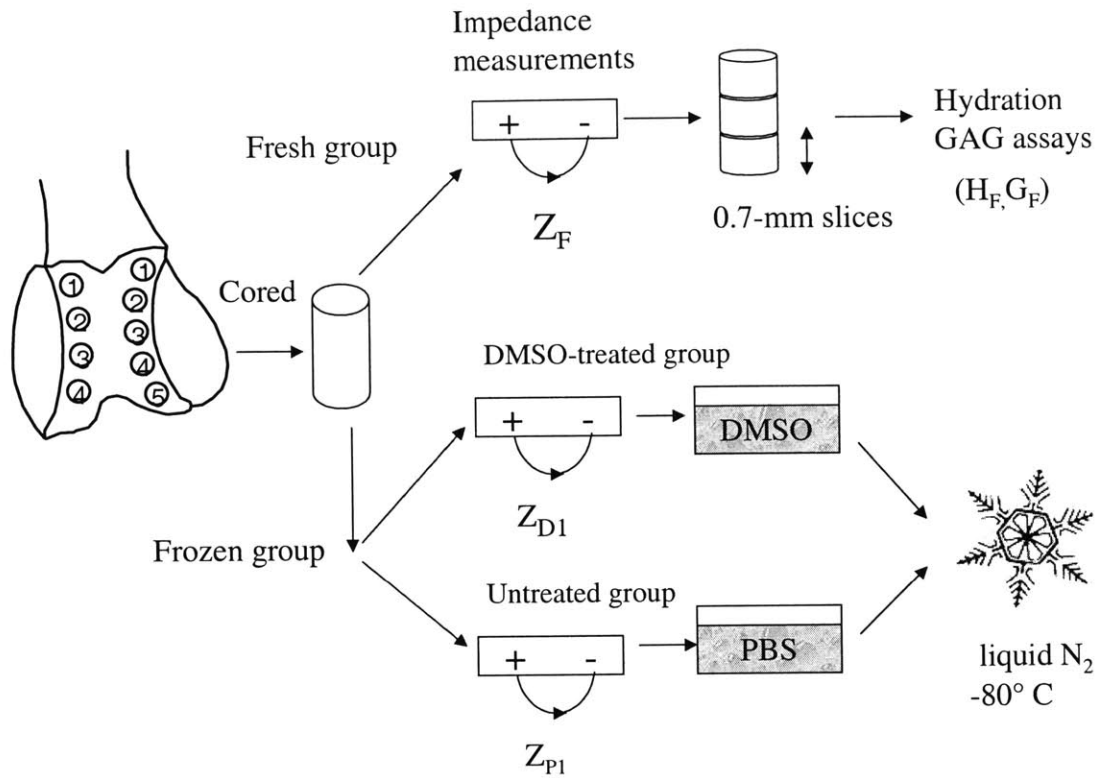 Impedance
measurements
+ -
Z_F
Fresh group
0.7-mm slices
Hydration
GAG assays
(H_F, G_F)
1
2
3
4
1
2
3
4
5
Cored
Frozen group
DMSO-treated group
+ -
Z_D1
DMSO
Untreated group
+ -
Z_P1
PBS
liquid N₂
-80° C